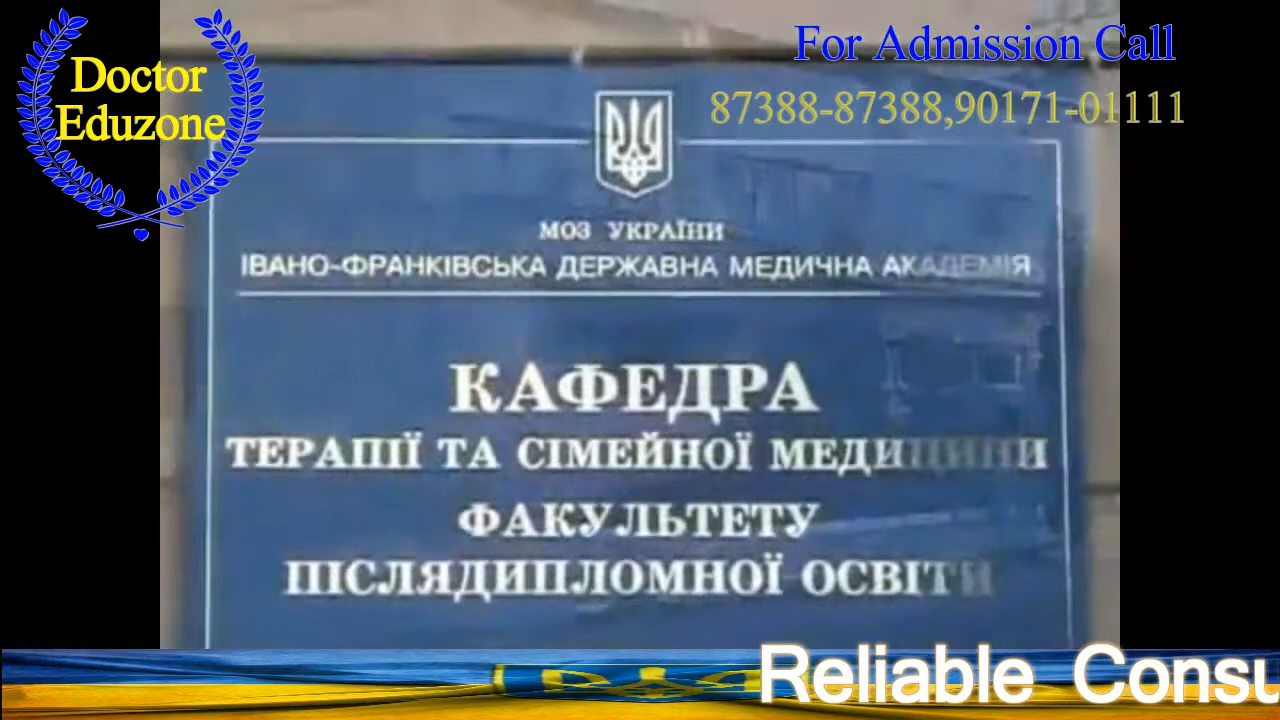 Doctor
Eduzone
For Admission Call
87388-87388,90171-01111
МОЗ УКРАЇНИ
ІВАНО-ФРАНКІВСЬКА ДЕРЖАВНА МЕДИЧНА АКАДЕМІЯ
КАФЕДРА
ТЕРАПІЇ ТА СІМЕЙНОЇ МЕДИЦИНИ
ФАКУЛЬТЕТУ
ПІСЛЯДИПЛОМНОЇ ОСВІТИ
Reliable Consu